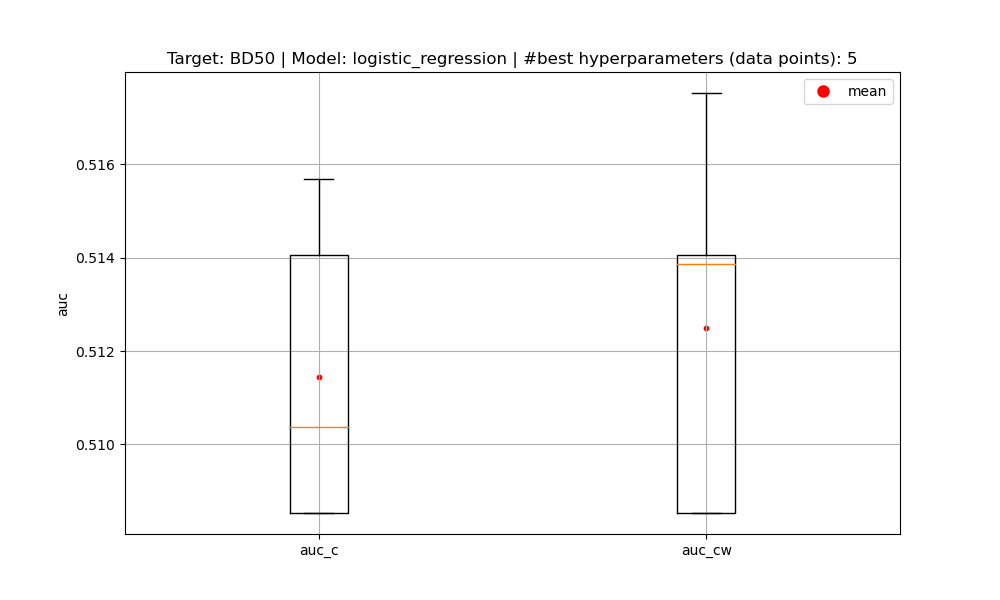 Target: BD50 | Model: logistic_regression | #best hyperparameters (data points): 5
mean
0.516
0.514
0.512
0.510
auc
auc_c
auc_cw